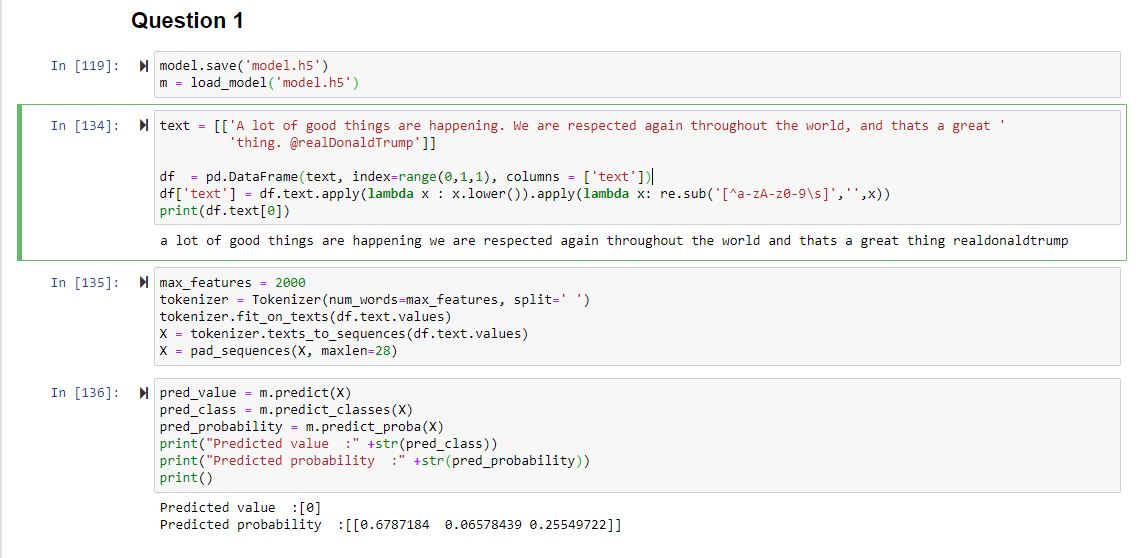 Question 1
In [119]:
model.save('model.h5')
m = load_model('model.h5')
In [134]:
text = [['A lot of good things are happening. We are respected again throughout the world, and thats a great '
'thing. @realDonaldTrump']]
df  = pd.DataFrame(text, index=range(0,1,1), columns = ['text'])
df['text'] = df.text.apply(lambda x : x.lower()).apply(lambda x: re.sub('[^a-zA-z0-9\s]','',x))
print(df.text[0])
a lot of good things are happening we are respected again throughout the world and thats a great thing realdonaldtrump
In [135]:
max_features = 2000
tokenizer = Tokenizer(num_words=max_features, split=' ')
tokenizer.fit_on_texts(df.text.values)
X = tokenizer.texts_to_sequences(df.text.values)
X = pad_sequences(X, maxlen=28)
In [136]:
pred_value = m.predict(X)
pred_class = m.predict_classes(X)
pred_probability = m.predict_proba(X)
print("Predicted value  :" +str(pred_class))
print("Predicted probability  :" +str(pred_probability))
print()
Predicted value  :[0]
Predicted probability  :[[0.6787184  0.06578439 0.25549722]]